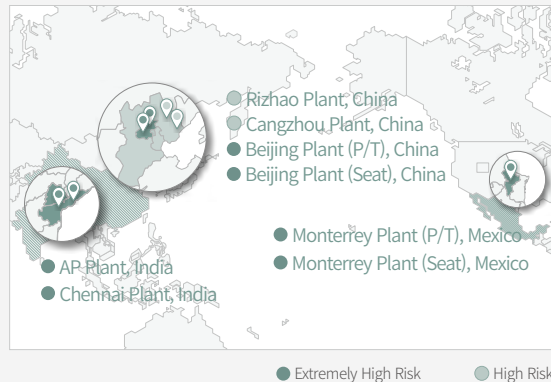 Rizhao Plant, China
Cangzhou Plant, China
Beijing Plant (P/T), China
Beijing Plant (Seat), China
Monterrey Plant (P/T), Mexico
Monterrey Plant (Seat), Mexico
AP Plant, India
Chennai Plant, India
Extremely High Risk
High Risk